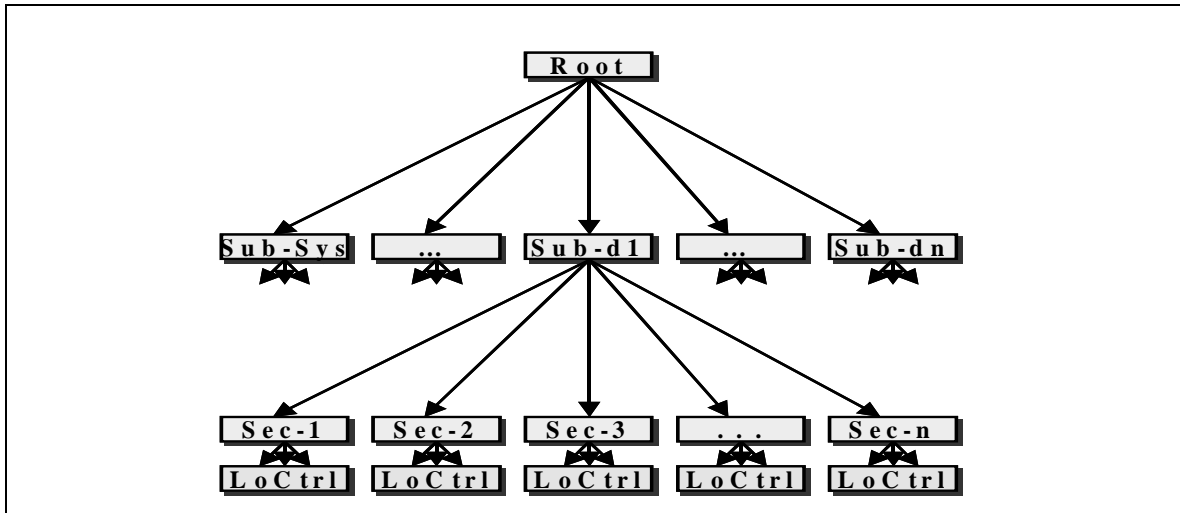 Root
Sub-Sys ... Sub-d1 ... Sub-dn
Sec-1 Sec-2 Sec-3 ... Sec-n
LoCtrl LoCtrl LoCtrl LoCtrl LoCtrl